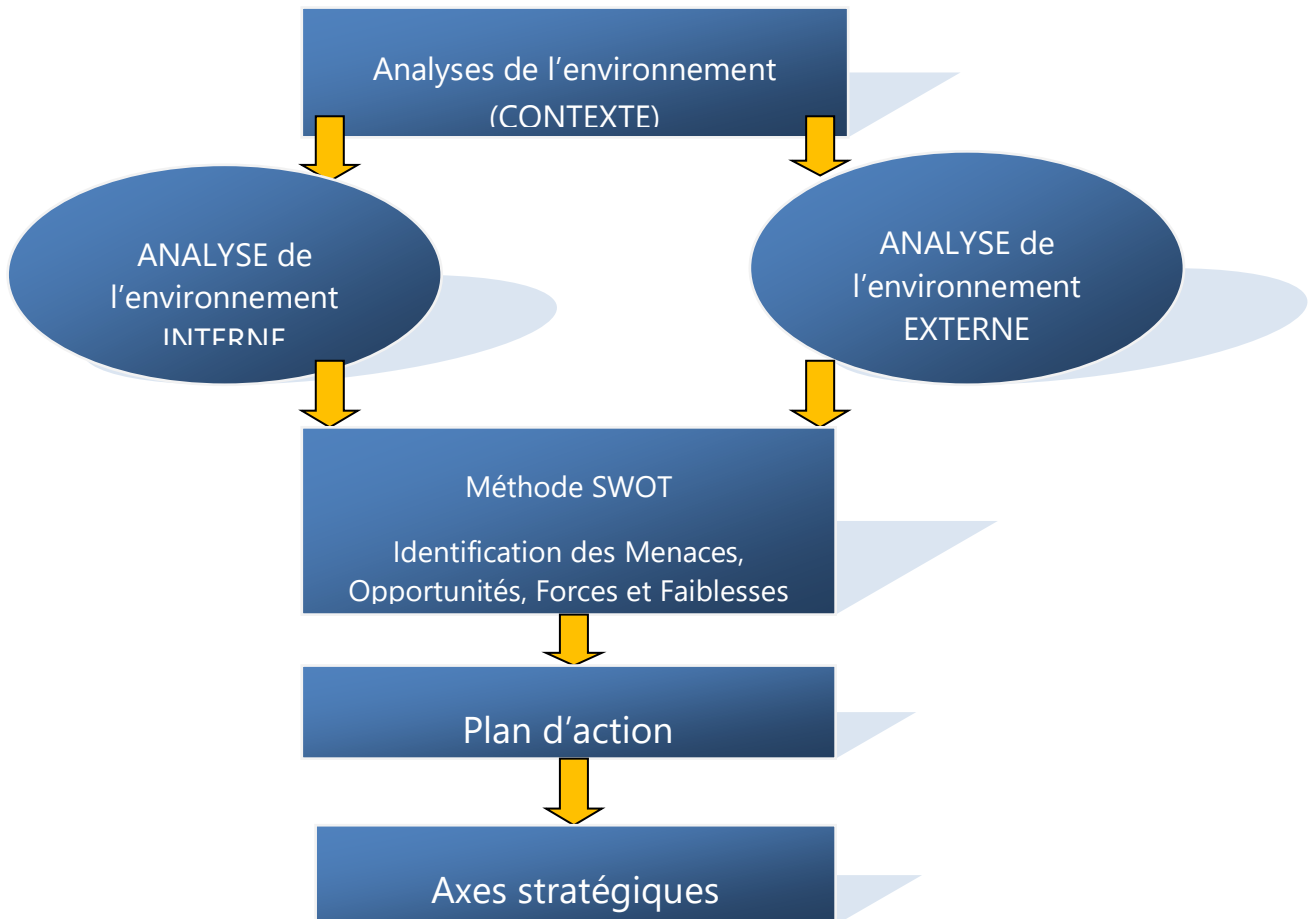 Analyses de l’environnement
(CONTEXTE)
ANALYSE de
l’environnement
INTERNE
ANALYSE de
l’environnement
EXTERNE
Méthode SWOT
Identification des Menaces,
Opportunités, Forces et Faiblesses
Plan d’action
Axes stratégiques